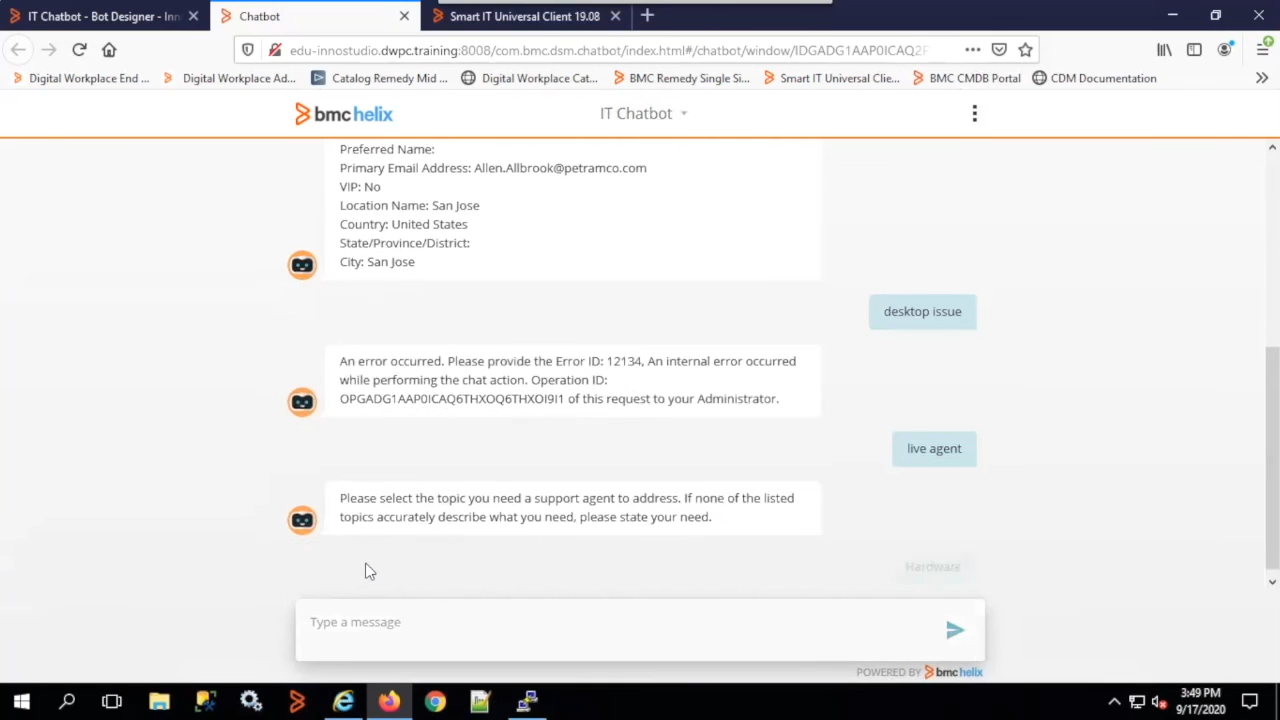 IT Chatbot - Bot Designer - Inn
Chatbot
Smart IT Universal Client 19.08
edu-innostudio.dwpc.training:8008/com.bmc.dsm.chatbot/index.html#/chatbot/window/IDGADG1AAP0ICAQ2P
Digital Workplace End ...
Digital Workplace Ad...
Catalog Remedy Mid ...
Digital Workplace Cat...
BMC Remedy Single Si...
Smart IT Universal Clie...
BMC CMDB Portal
CDM Documentation
bmchelix
IT Chatbot
Preferred Name:
Primary Email Address: Allen.Allbrook@petramco.com
VIP: No
Location Name: San Jose
Country: United States
State/Province/District:
City: San Jose
desktop issue
An error occurred. Please provide the Error ID: 12134, An internal error occurred
while performing the chat action. Operation ID:
OPGADG1AAP0ICAQ6THXOQ6THXOI9I1 of this request to your Administrator.
live agent
Please select the topic you need a support agent to address. If none of the listed
topics accurately describe what you need, please state your need.
Hardware
Type a message
POWERED BY bmchelix
3:49 PM
9/17/2020